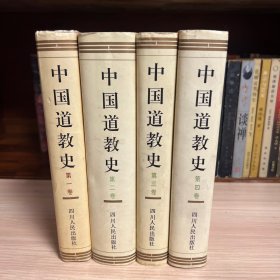 中国道教史
第一卷
四川人民出版社
中国道教史
第二卷
四川人民出版社
中国道教史
第三卷
四川人民出版社
中国道教史
第四卷
四川人民出版社
谈禅